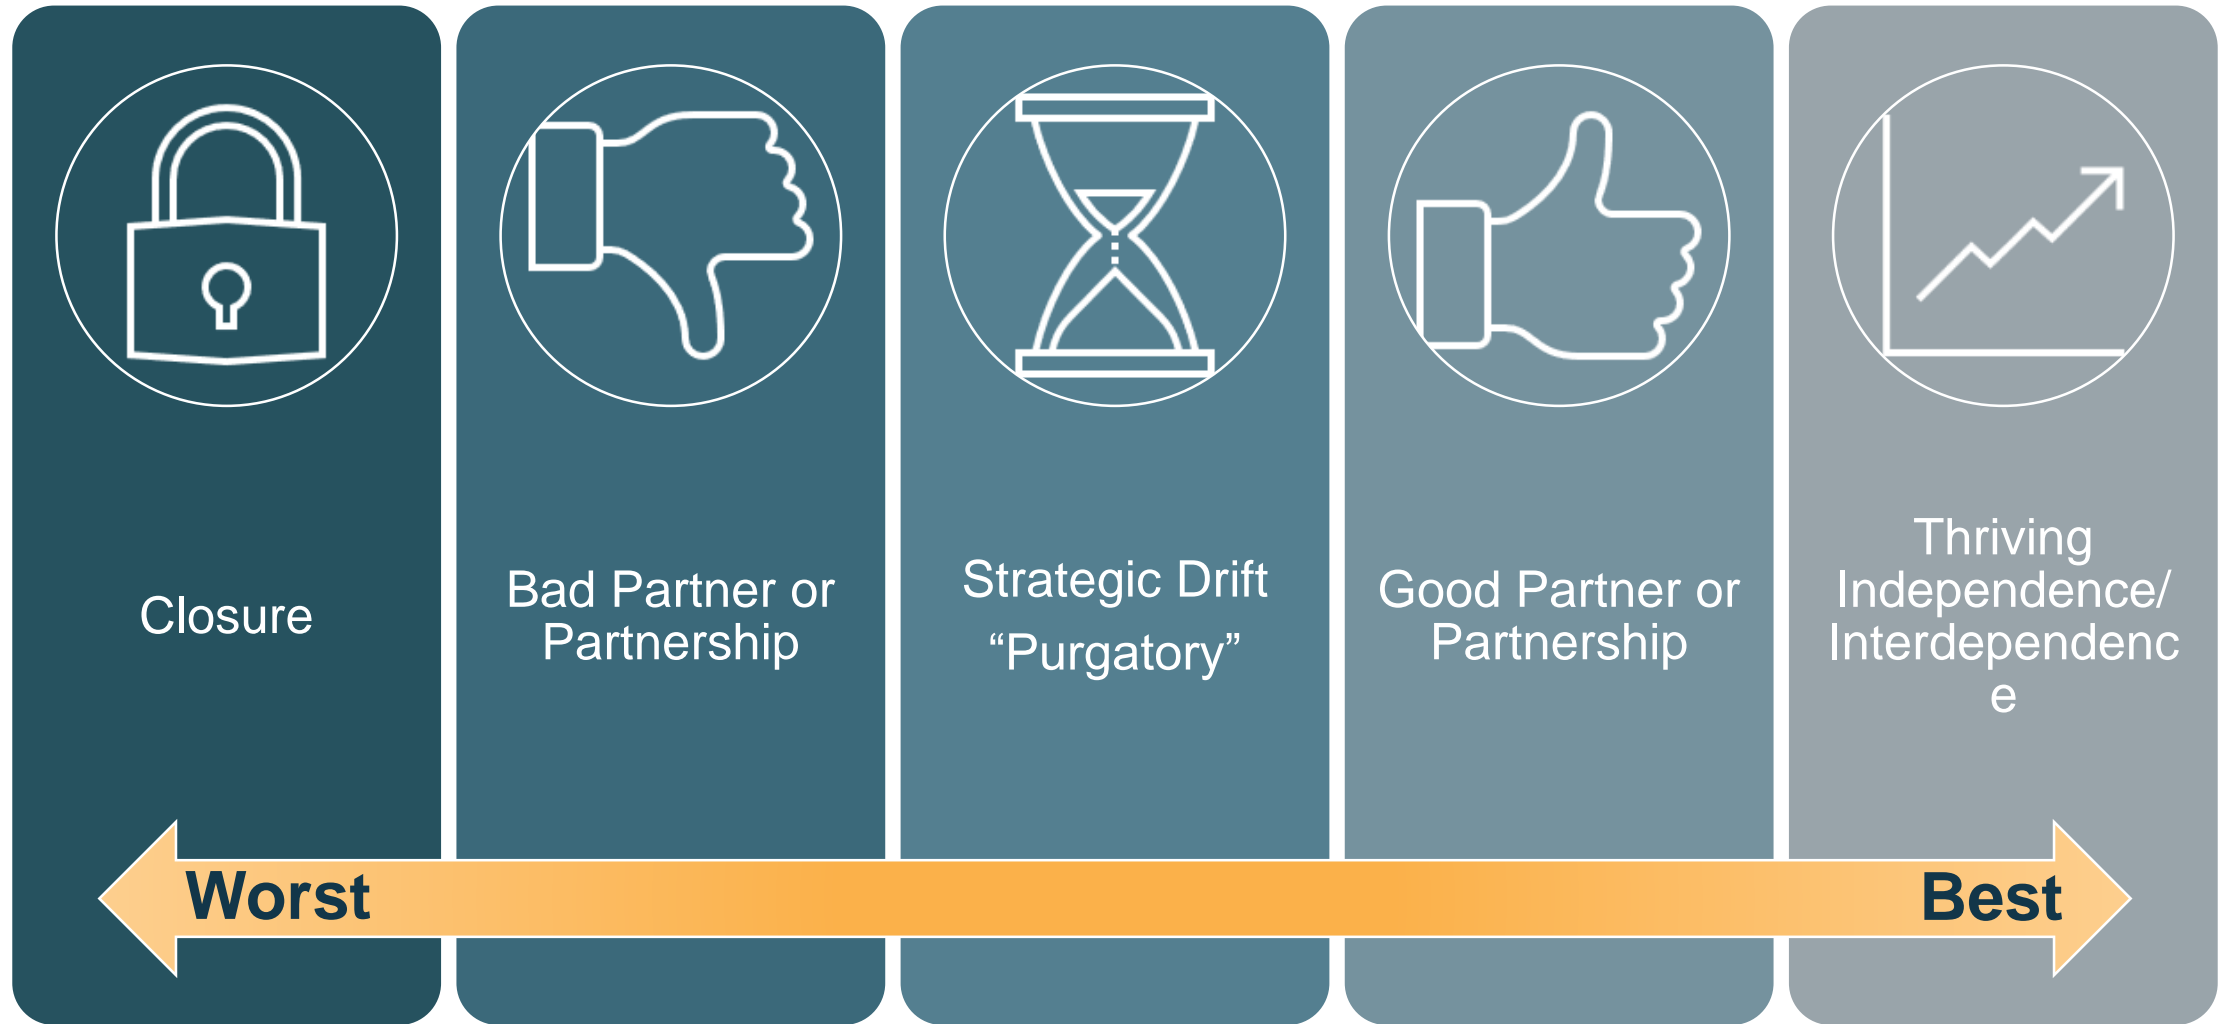 Closure
Bad Partner or
Partnership
Strategic Drift
“Purgatory”
Good Partner or
Partnership
Thriving
Independence/
Interdependenc
e
Worst
Best